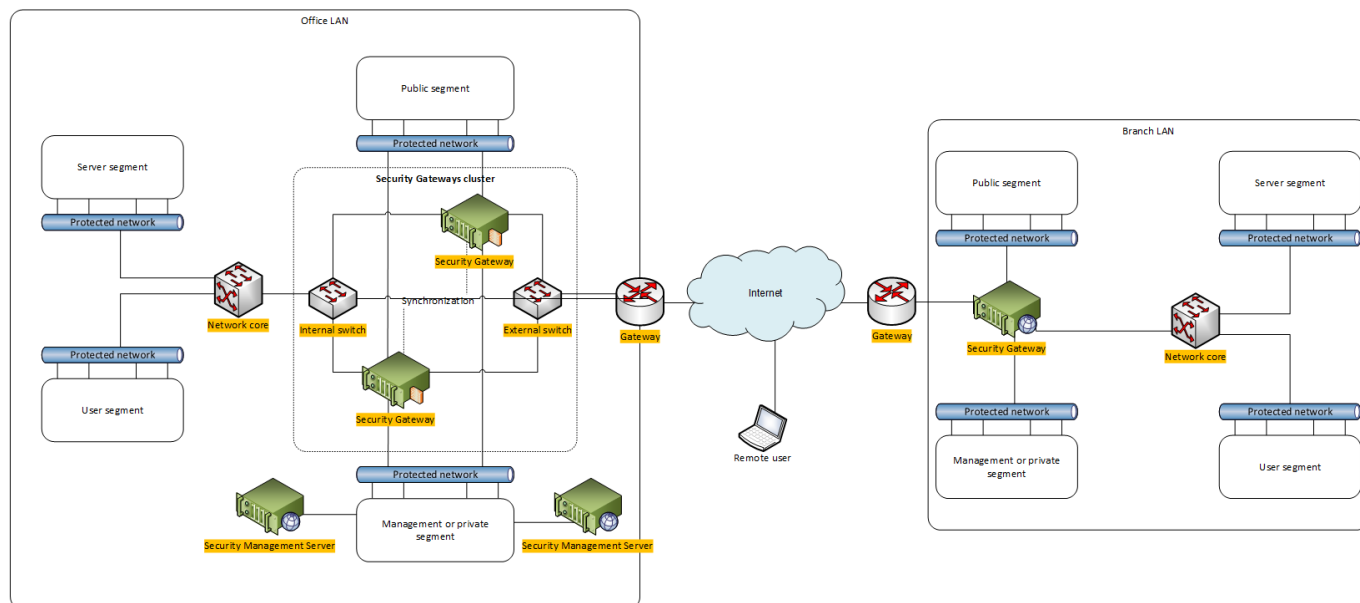 Office LAN
Public segment
Protected network
Server segment
Protected network
Security Gateways cluster
Security Gateway
Synchronization
Network core
Internal switch
External switch
Gateway
Protected network
User segment
Security Gateway
Protected network
Management or private
segment
Security Management Server
Security Management Server
Internet
Remote user
Gateway
Branch LAN
Public segment
Protected network
Server segment
Protected network
Security Gateway
Network core
Protected network
Management or private
segment
Protected network
User segment